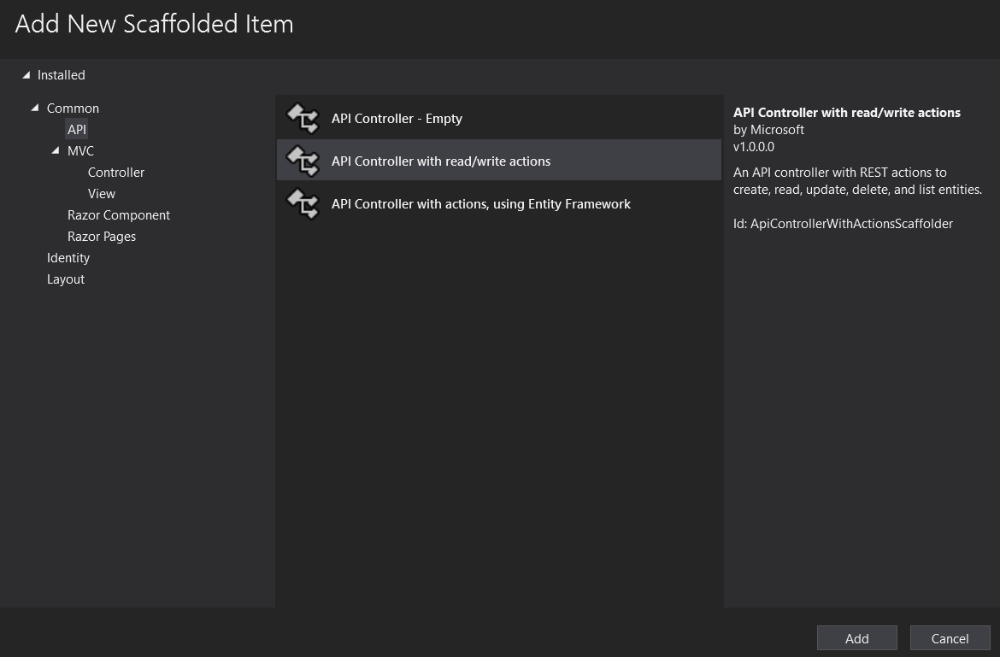 Add New Scaffolded Item
Installed
Common
API
MVC
Controller
View
Razor Component
Razor Pages
Identity
Layout
API Controller - Empty
API Controller with read/write actions
API Controller with actions, using Entity Framework
API Controller with read/write actions
by Microsoft
v1.0.0.0
An API controller with REST actions to
create, read, update, delete, and list entities.
Id: ApiControllerWithActionsScaffolder
Add
Cancel